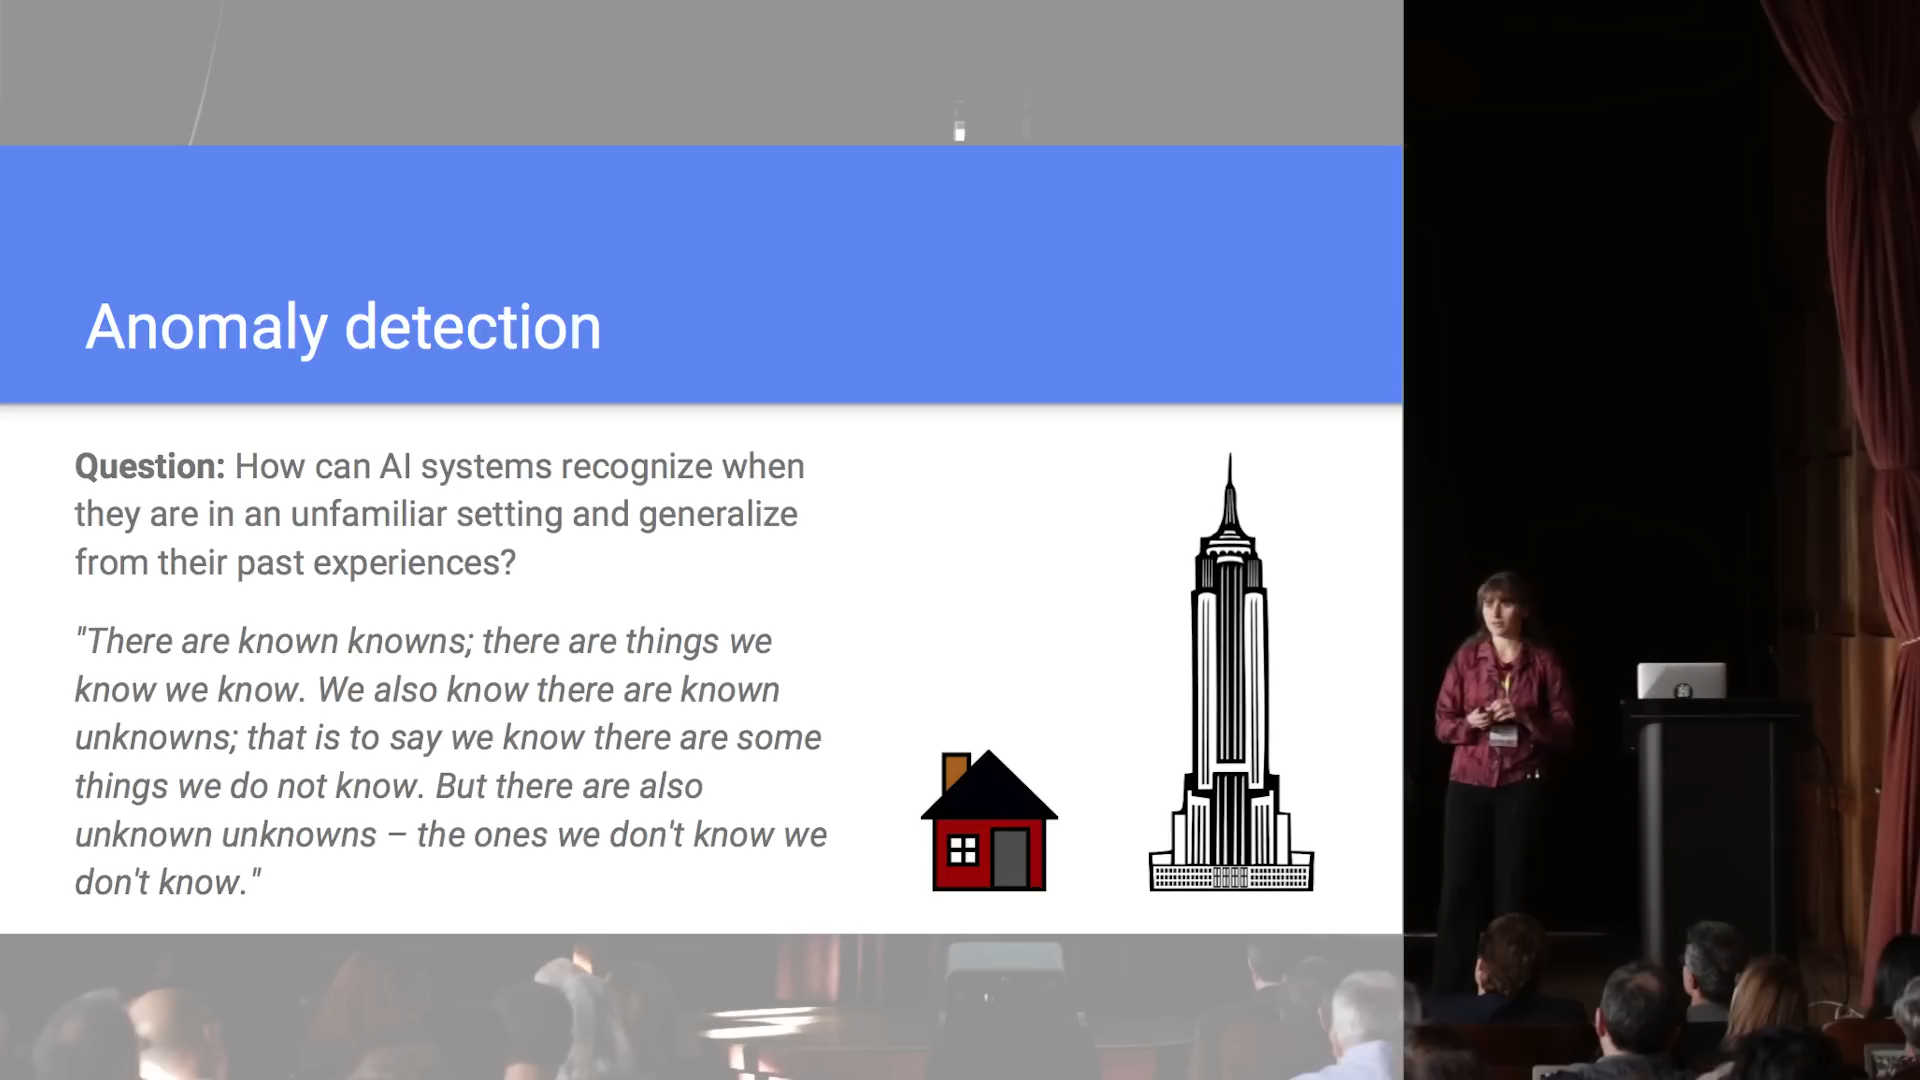 Anomaly detection
Question: How can AI systems recognize when
they are in an unfamiliar setting and generalize
from their past experiences?
"There are known knowns; there are things we
know we know. We also know there are known
unknowns; that is to say we know there are some
things we do not know. But there are also
unknown unknowns – the ones we don't know we
don't know."